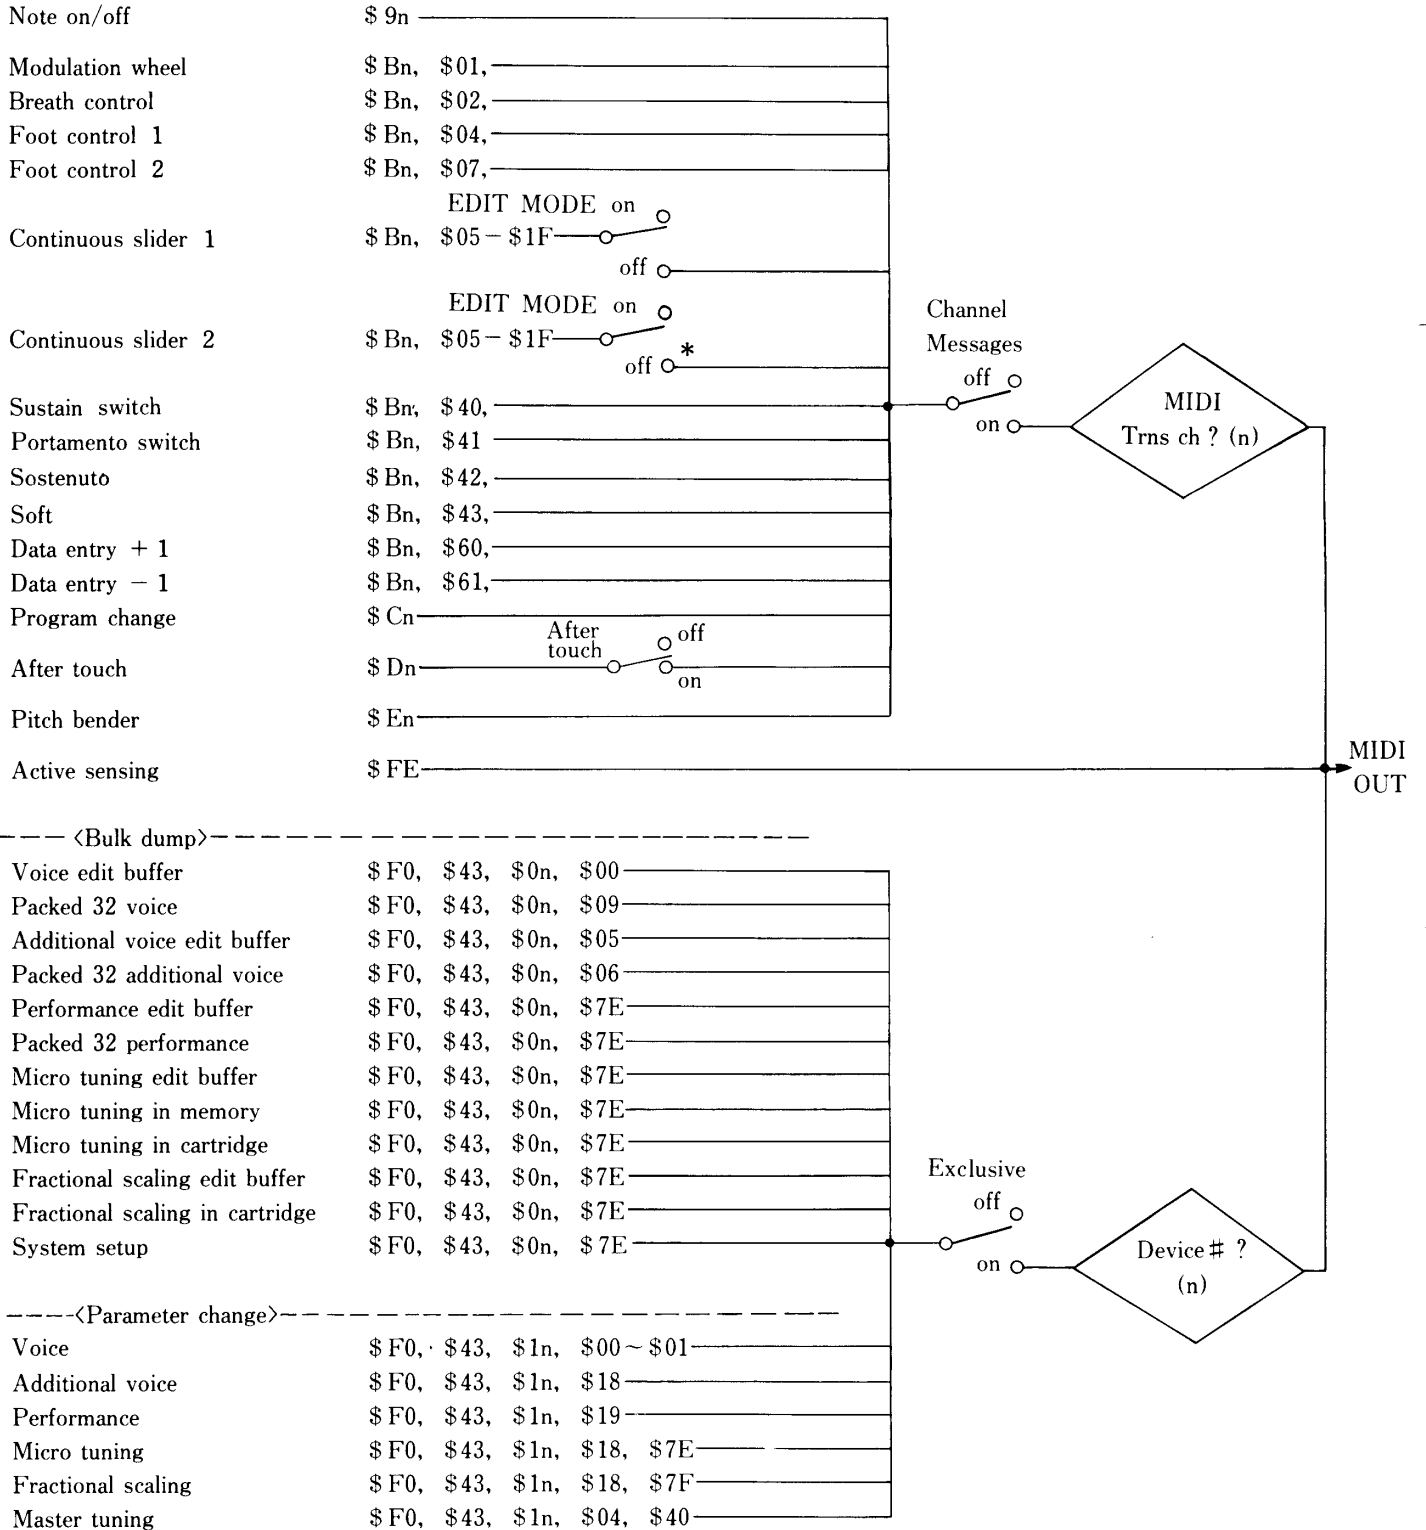 Note on/off $ 9n
Modulation wheel $ Bn, $01,
Breath control $ Bn, $02,
Foot control 1 $ Bn, $04,
Foot control 2 $ Bn, $07,
EDIT MODE on
Continuous slider 1 $ Bn, $05 – $1F
off
EDIT MODE on
Continuous slider 2 $ Bn, $05 – $1F
off *
Channel
Messages
off
on
MIDI
Trns ch ? (n)
Sustain switch $ Bn, $40,
Portamento switch $ Bn, $41
Sostenuto $ Bn, $42,
Soft $ Bn, $43,
Data entry + 1 $ Bn, $60,
Data entry − 1 $ Bn, $61,
Program change $ Cn
After
touch
off
After touch $ Dn
on
Pitch bender $ En
Active sensing $ FE
MIDI
OUT
〈Bulk dump〉
Voice edit buffer $ F0, $43, $0n, $00
Packed 32 voice $ F0, $43, $0n, $09
Additional voice edit buffer $ F0, $43, $0n, $05
Packed 32 additional voice $ F0, $43, $0n, $06
Performance edit buffer $ F0, $43, $0n, $7E
Packed 32 performance $ F0, $43, $0n, $7E
Micro tuning edit buffer $ F0, $43, $0n, $7E
Micro tuning in memory $ F0, $43, $0n, $7E
Micro tuning in cartridge $ F0, $43, $0n, $7E
Fractional scaling edit buffer $ F0, $43, $0n, $7E
Fractional scaling in cartridge $ F0, $43, $0n, $7E
System setup $ F0, $43, $0n, $7E
Exclusive
off
on
Device # ?
(n)
〈Parameter change〉
Voice $ F0, $43, $1n, $00 ~ $01
Additional voice $ F0, $43, $1n, $18
Performance $ F0, $43, $1n, $19
Micro tuning $ F0, $43, $1n, $18, $7E
Fractional scaling $ F0, $43, $1n, $18, $7F
Master tuning $ F0, $43, $1n, $04, $40